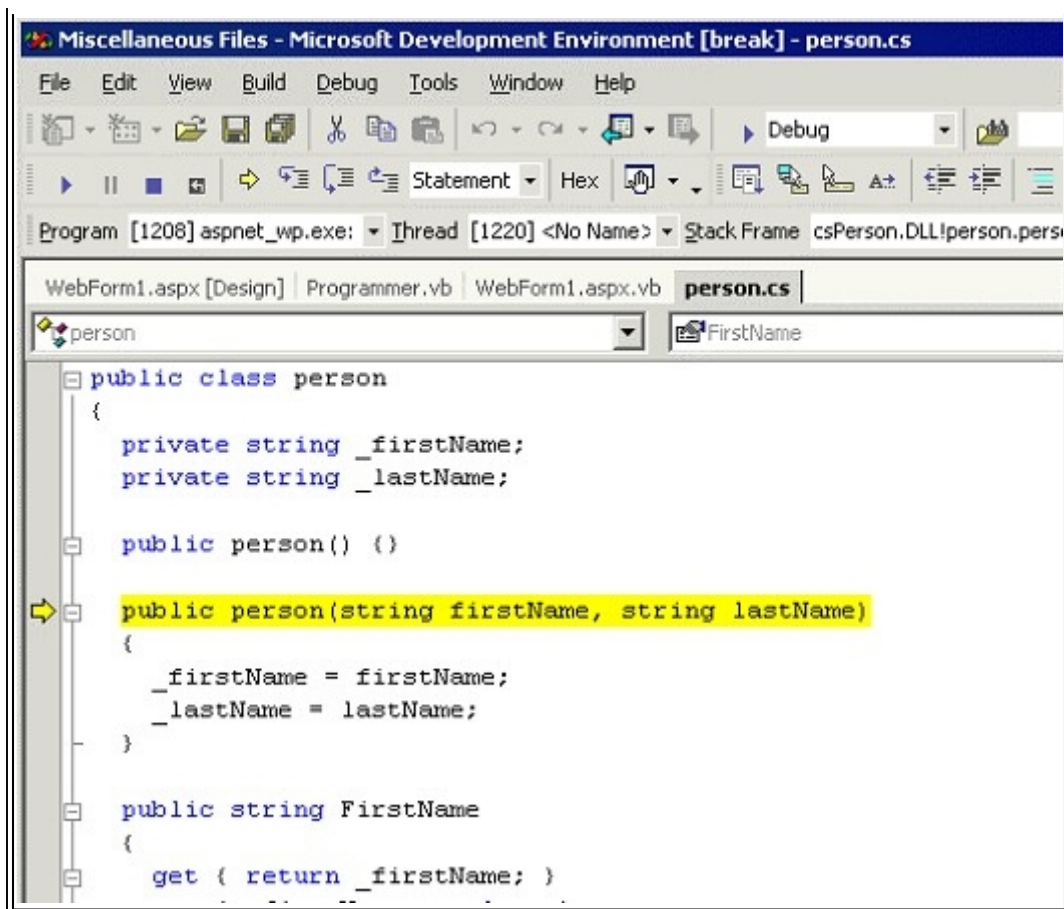 Miscellaneous Files - Microsoft Development Environment [break] - person.cs
File Edit View Build Debug Tools Window Help
Debug
Statement Hex
Program [1208] aspnet_wp.exe: Thread [1220] <No Name> Stack Frame csPerson.DLL!person.pers
WebForm1.aspx [Design] Programmer.vb WebForm1.aspx.vb person.cs
person FirstName
public class person
{
private string _firstName;
private string _lastName;
public person() {}
public person(string firstName, string lastName)
{
_firstName = firstName;
_lastName = lastName;
}
public string FirstName
{
get { return _firstName; }